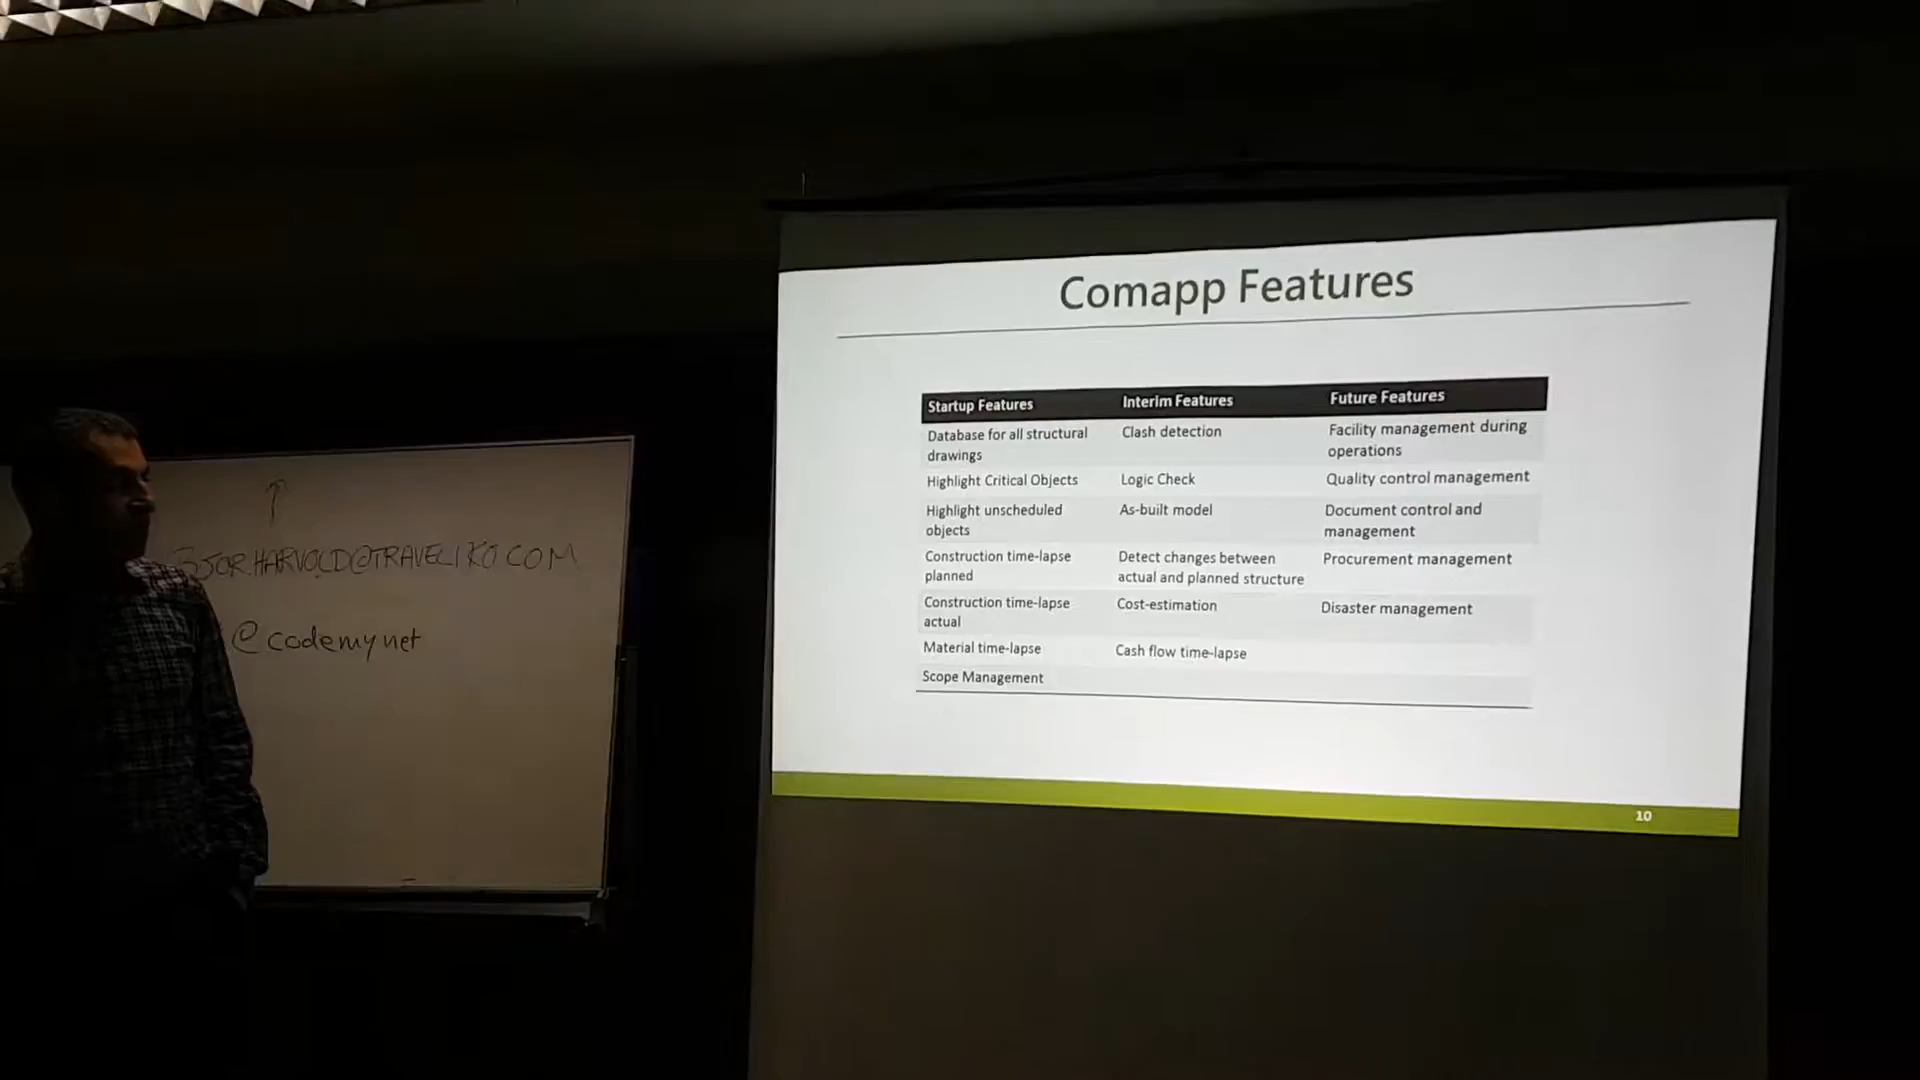 Comapp Features
Startup Features Interim Features Future Features
Database for all structural drawings Clash detection Facility management during operations
Highlight Critical Objects Logic Check Quality control management
Highlight unscheduled objects As-built model Document control and management
Construction time-lapse planned Detect changes between actual and planned structure Procurement management
Construction time-lapse actual Cost-estimation Disaster management
Material time-lapse Cash flow time-lapse
Scope Management
10
@TRAVELIKO.COM
@codemynet